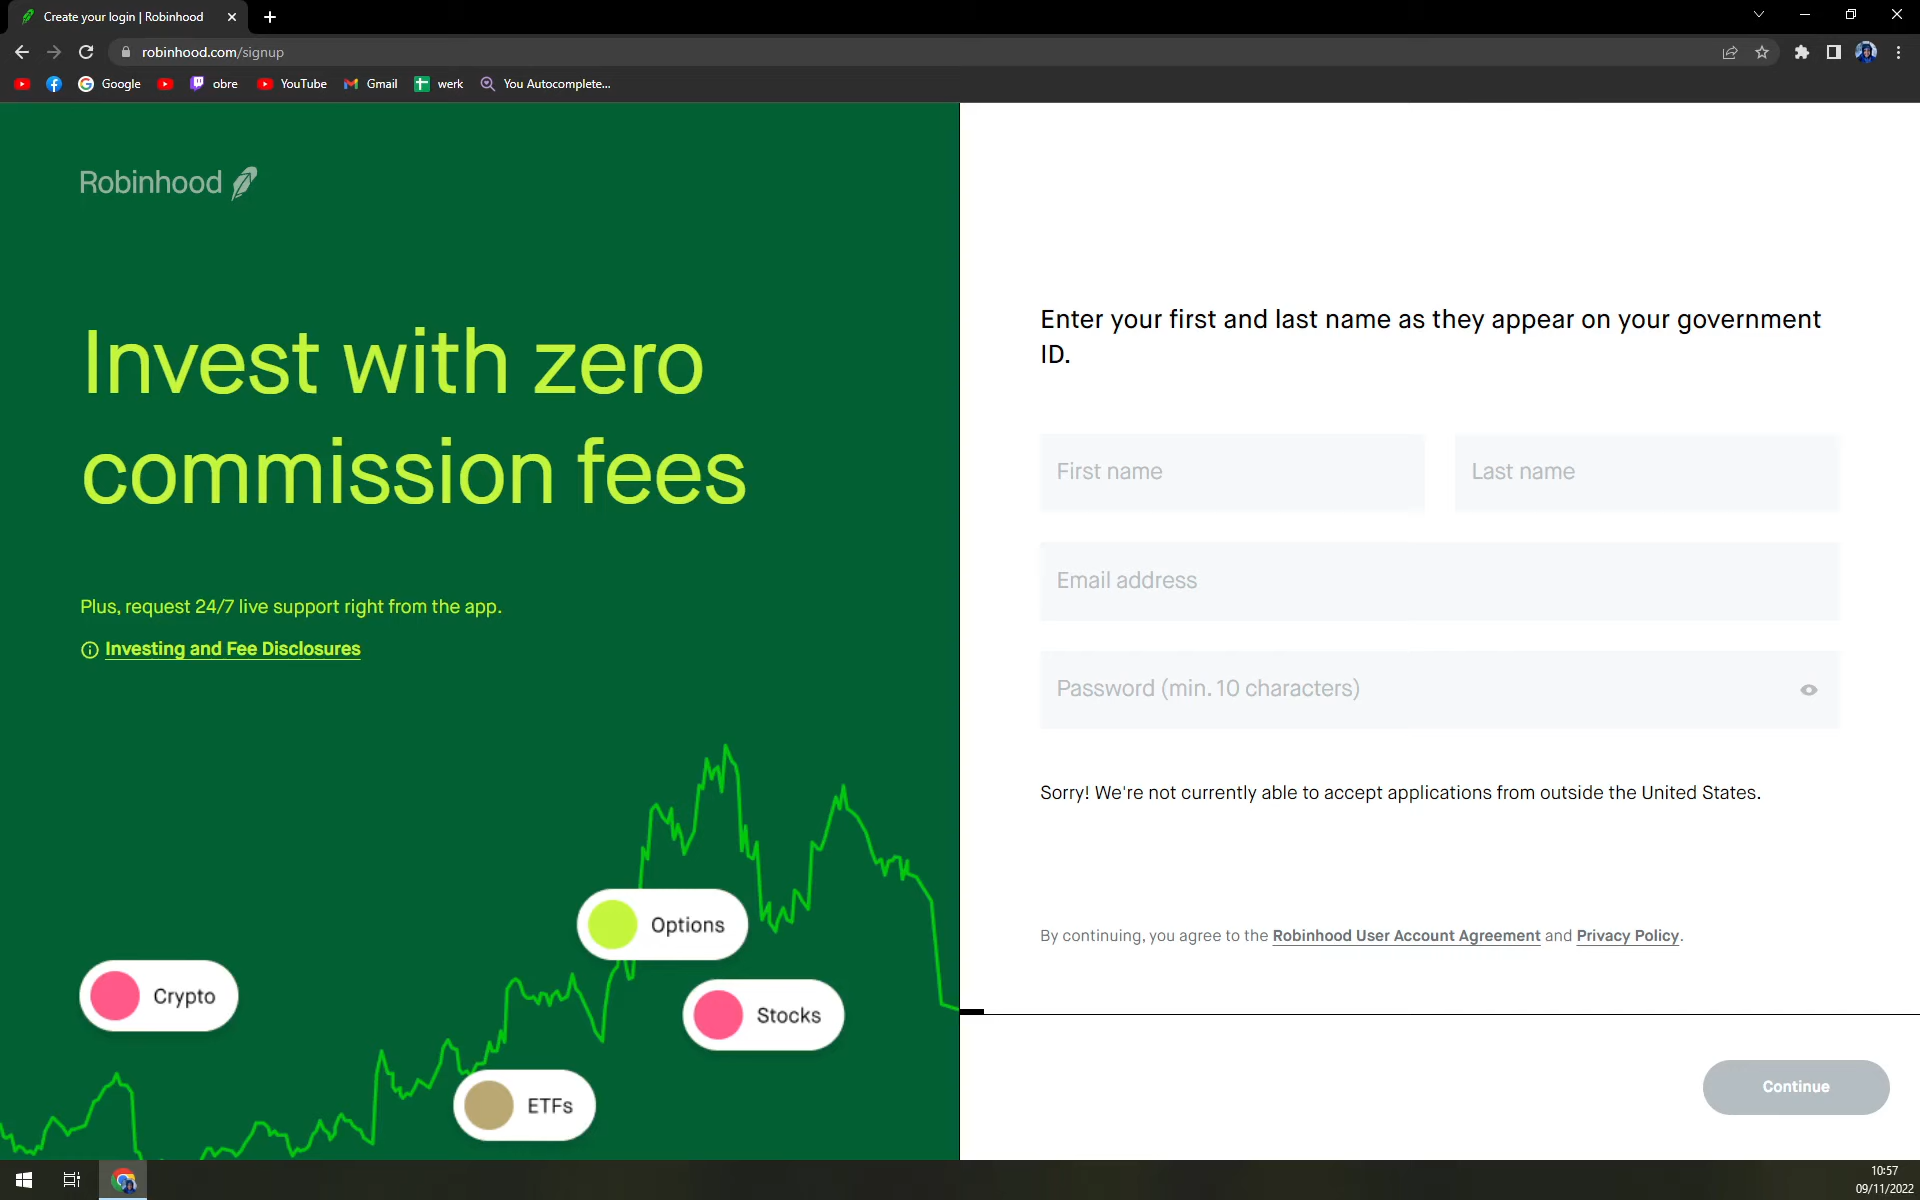 Create your login | Robinhood
robinhood.com/signup
Google
obre
YouTube
Gmail
werk
You Autocomplete...
Robinhood
Invest with zero
commission fees
Plus, request 24/7 live support right from the app.
Investing and Fee Disclosures
Options
Crypto
Stocks
ETFs
Enter your first and last name as they appear on your government
ID.
First name
Last name
Email address
Password (min. 10 characters)
Sorry! We're not currently able to accept applications from outside the United States.
By continuing, you agree to the Robinhood User Account Agreement and Privacy Policy.
Continue
10:57
09/11/2022